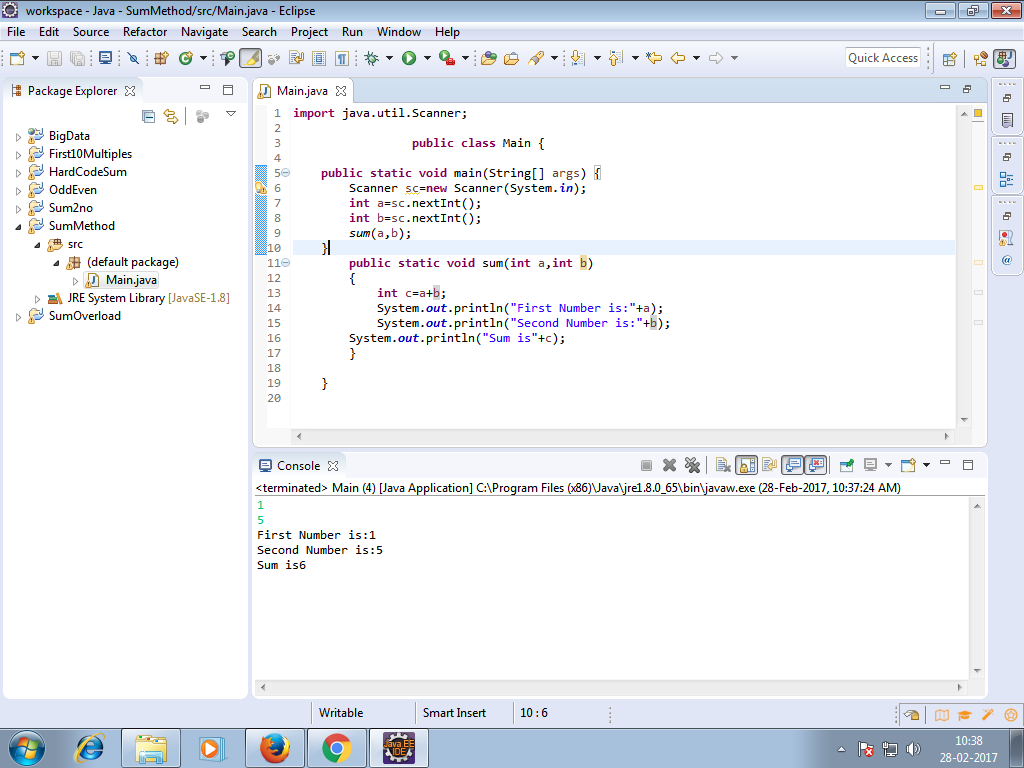 workspace - Java - SumMethod/src/Main.java - Eclipse
File Edit Source Refactor Navigate Search Project Run Window Help
Quick Access
Package Explorer
BigData
First10Multiples
HardCodeSum
OddEven
Sum2no
SumMethod
src
(default package)
Main.java
JRE System Library [JavaSE-1.8]
SumOverload
Main.java
1 import java.util.Scanner;
2
3 public class Main {
4
5 public static void main(String[] args) {
6 Scanner sc=new Scanner(System.in);
7 int a=sc.nextInt();
8 int b=sc.nextInt();
9 sum(a,b);
10 }
11 public static void sum(int a,int b)
12 {
13 int c=a+b;
14 System.out.println("First Number is:"+a);
15 System.out.println("Second Number is:"+b);
16 System.out.println("Sum is"+c);
17 }
18
19 }
20
Console
<terminated> Main (4) [Java Application] C:\Program Files (x86)\Java\jre1.8.0_65\bin\javaw.exe (28-Feb-2017, 10:37:24 AM)
1
5
First Number is:1
Second Number is:5
Sum is6
Writable Smart Insert 10 : 6
Java EE
IDE
10:38
28-02-2017